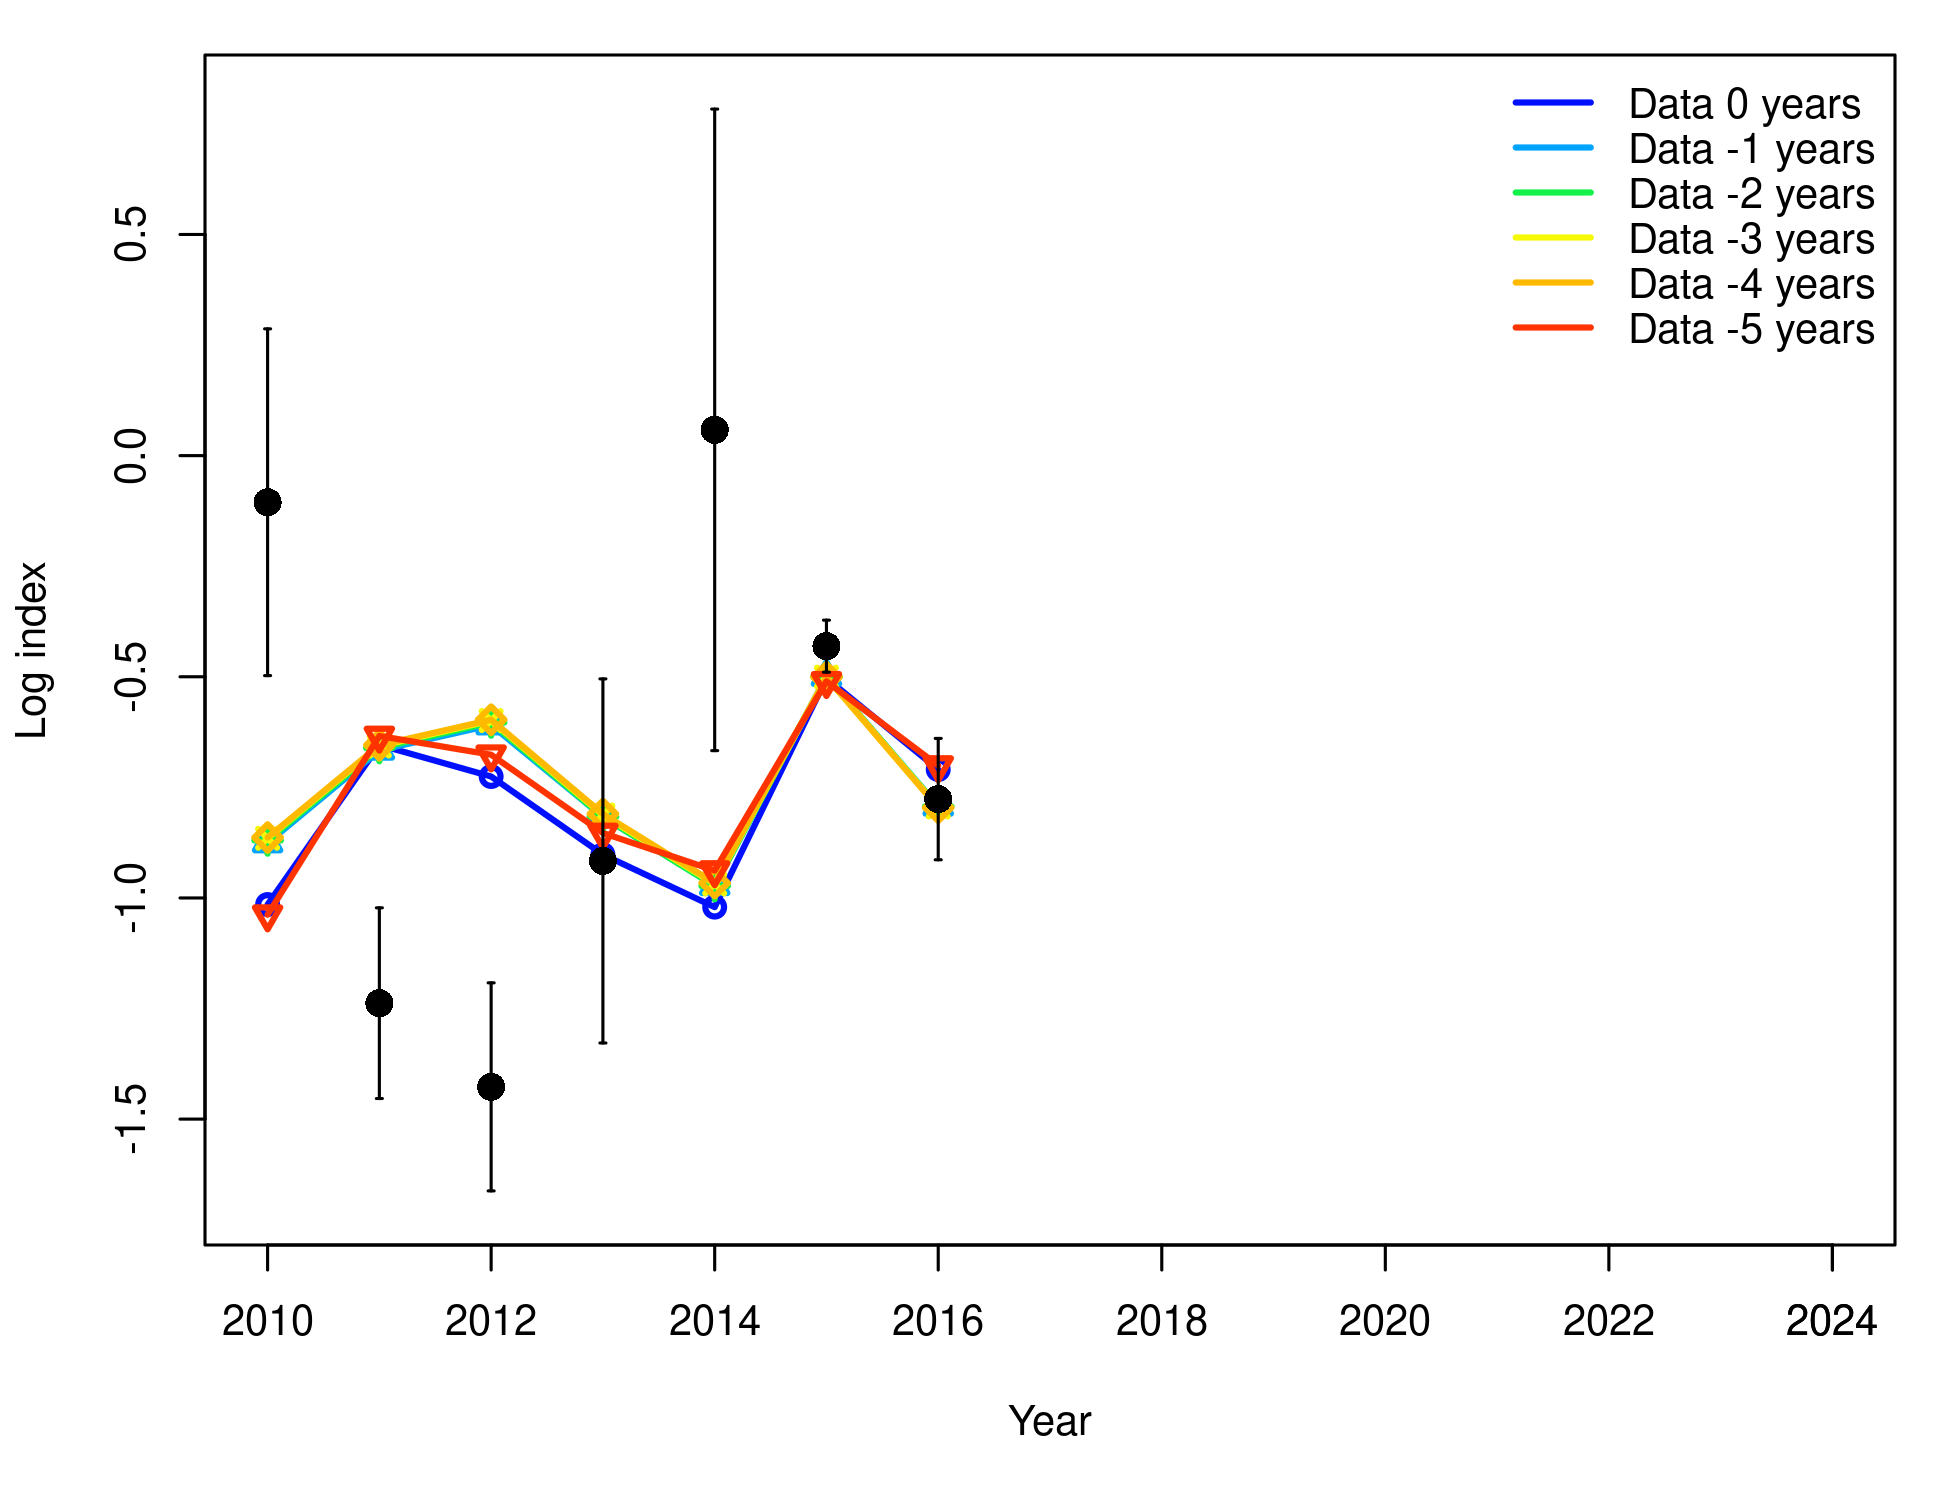 Data 0 years
Data -1 years
Data -2 years
Data -3 years
Data -4 years
Data -5 years
0.5
0.0
-0.5
-1.0
-1.5
Log index
2010 2012 2014 2016 2018 2020 2022 2024
Year